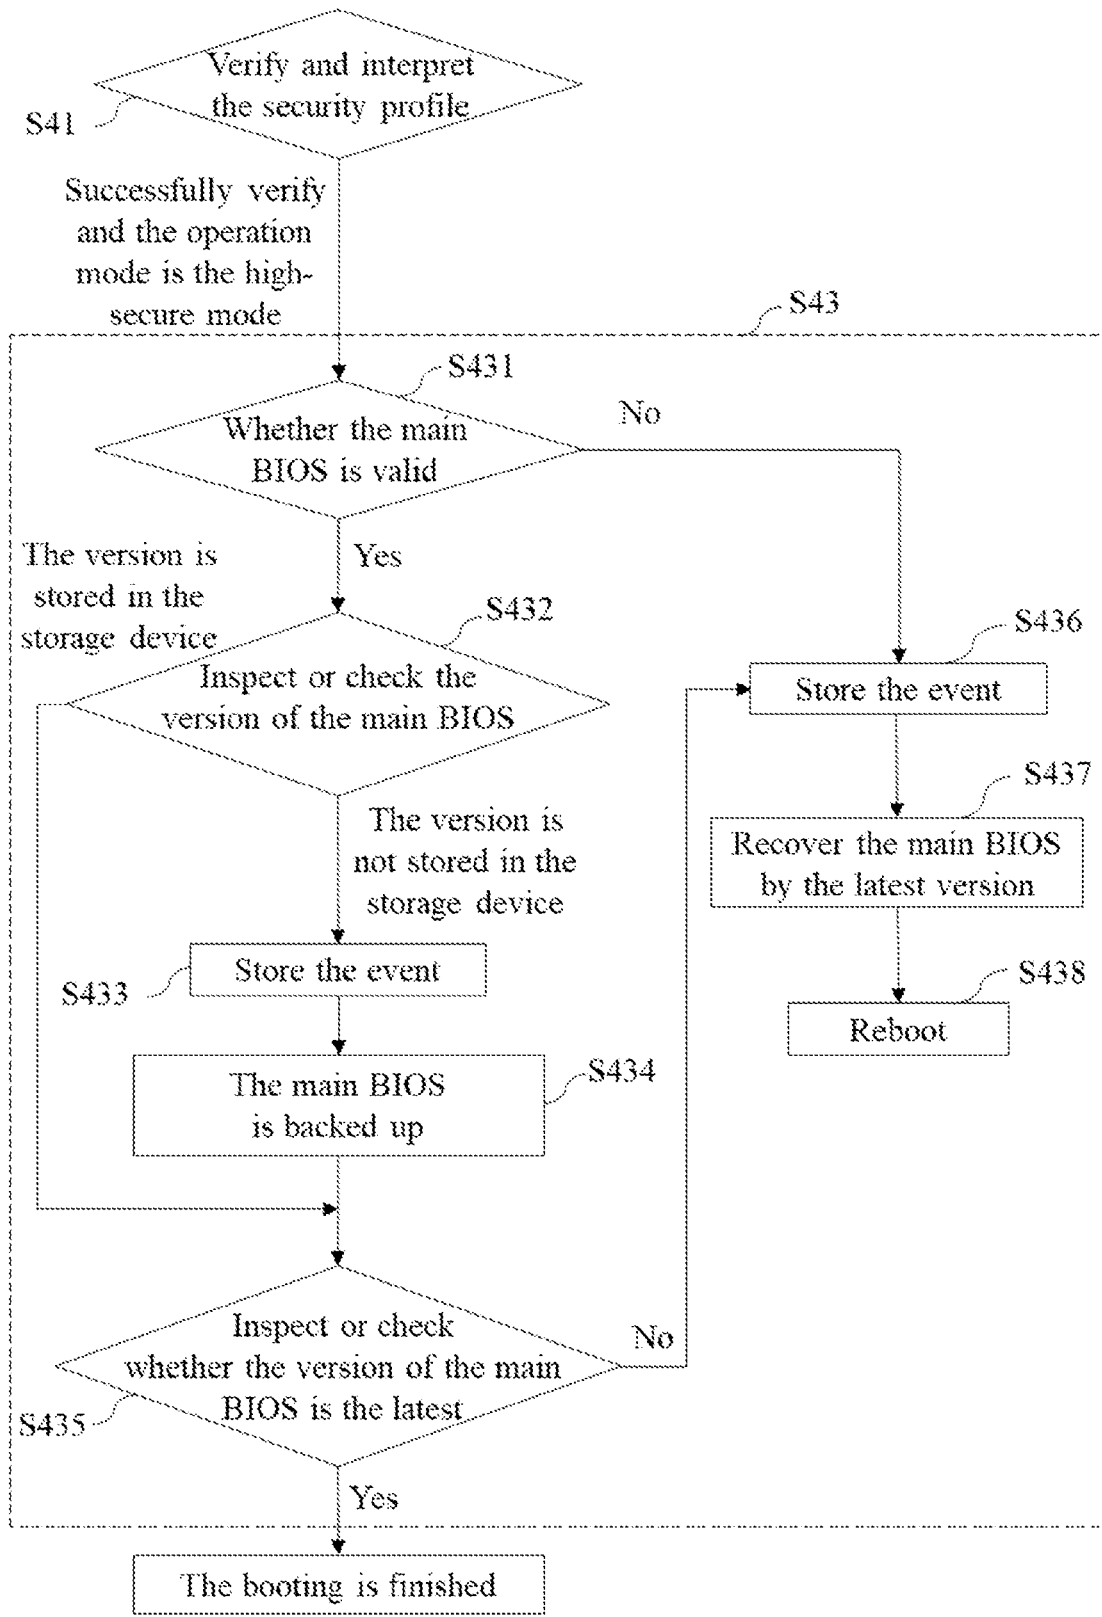 Verify and interpret
the security profile
S41
Successfully verify
and the operation
mode is the high-
secure mode
S43
S431
Whether the main
BIOS is valid
No
Yes
The version is
stored in the
storage device
S432
Inspect or check the
version of the main BIOS
S436
Store the event
The version is
not stored in the
storage device
S437
Recover the main BIOS
by the latest version
S433
Store the event
S438
Reboot
S434
The main BIOS
is backed up
Inspect or check
whether the version of the main
BIOS is the latest
No
S435
Yes
The booting is finished